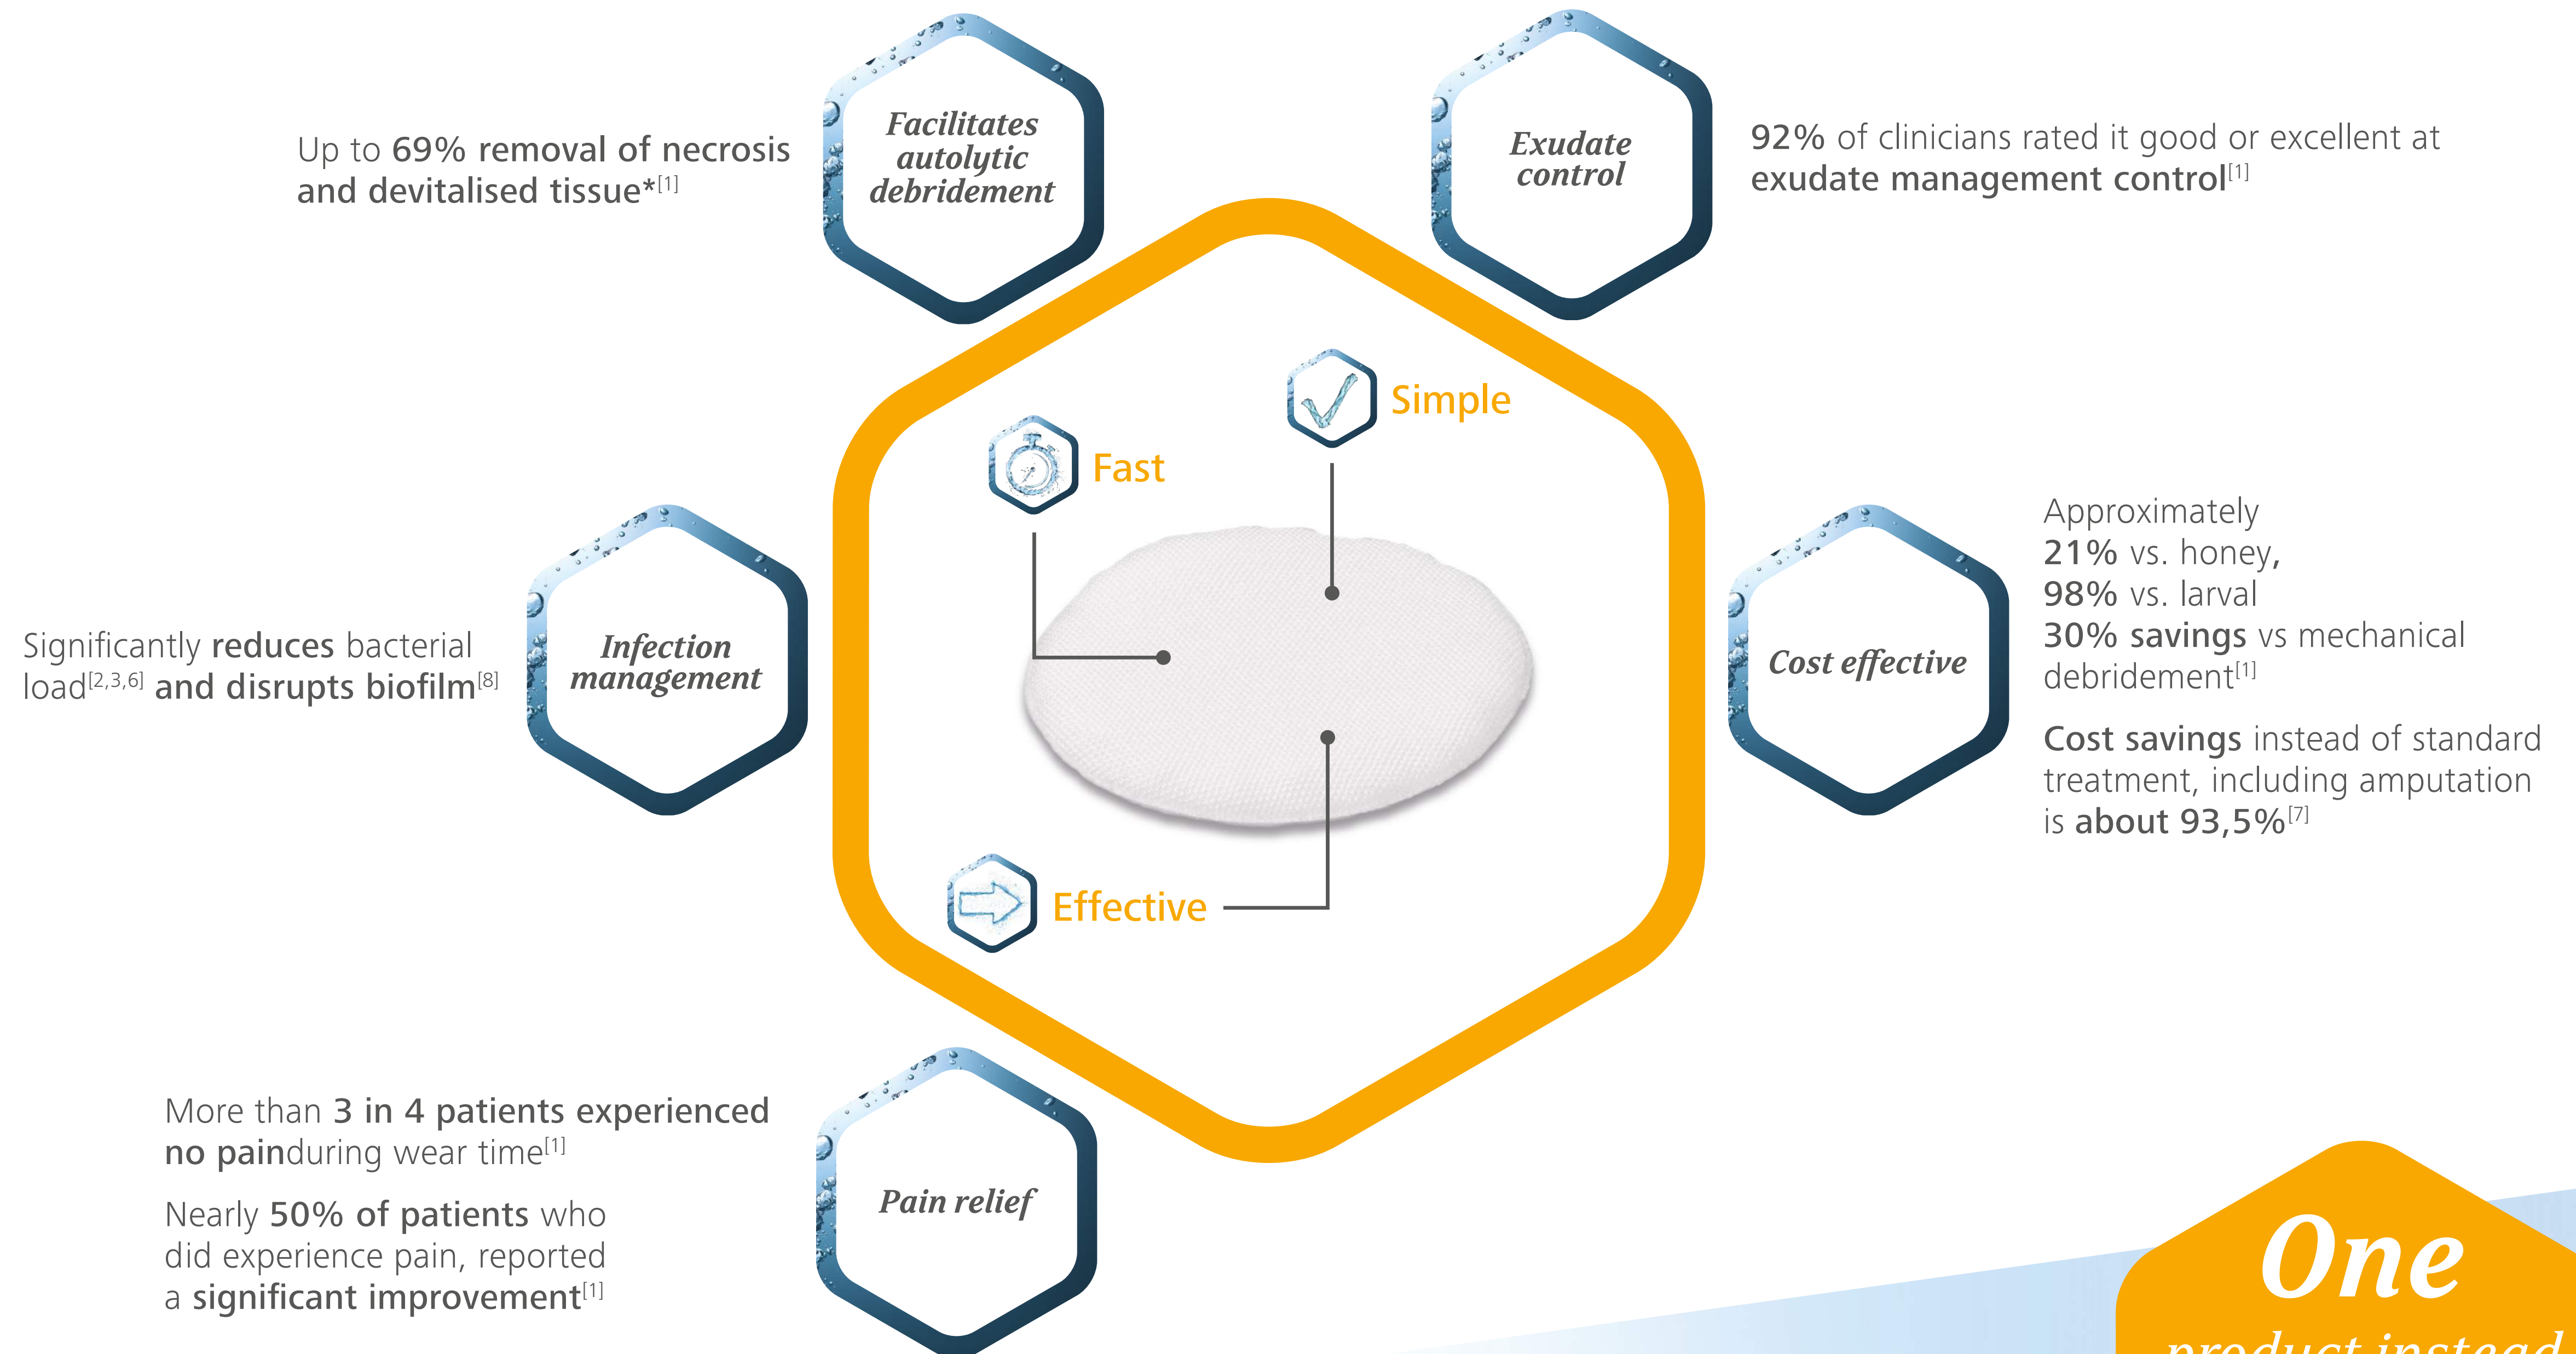 Up to 69% removal of necrosis
and devitalised tissue*[1]
Facilitates
autolytic
debridement
Exudate
control
92% of clinicians rated it good or excellent at
exudate management control[1]
Simple
Fast
Effective
Significantly reduces bacterial
load[2,3,6] and disrupts biofilm[8]
Infection
management
Cost effective
Approximately
21% vs. honey,
98% vs. larval
30% savings vs mechanical
debridement[1]
Cost savings instead of standard
treatment, including amputation
is about 93,5%[7]
More than 3 in 4 patients experienced
no painduring wear time[1]
Nearly 50% of patients who
did experience pain, reported
a significant improvement[1]
Pain relief
One
product instead